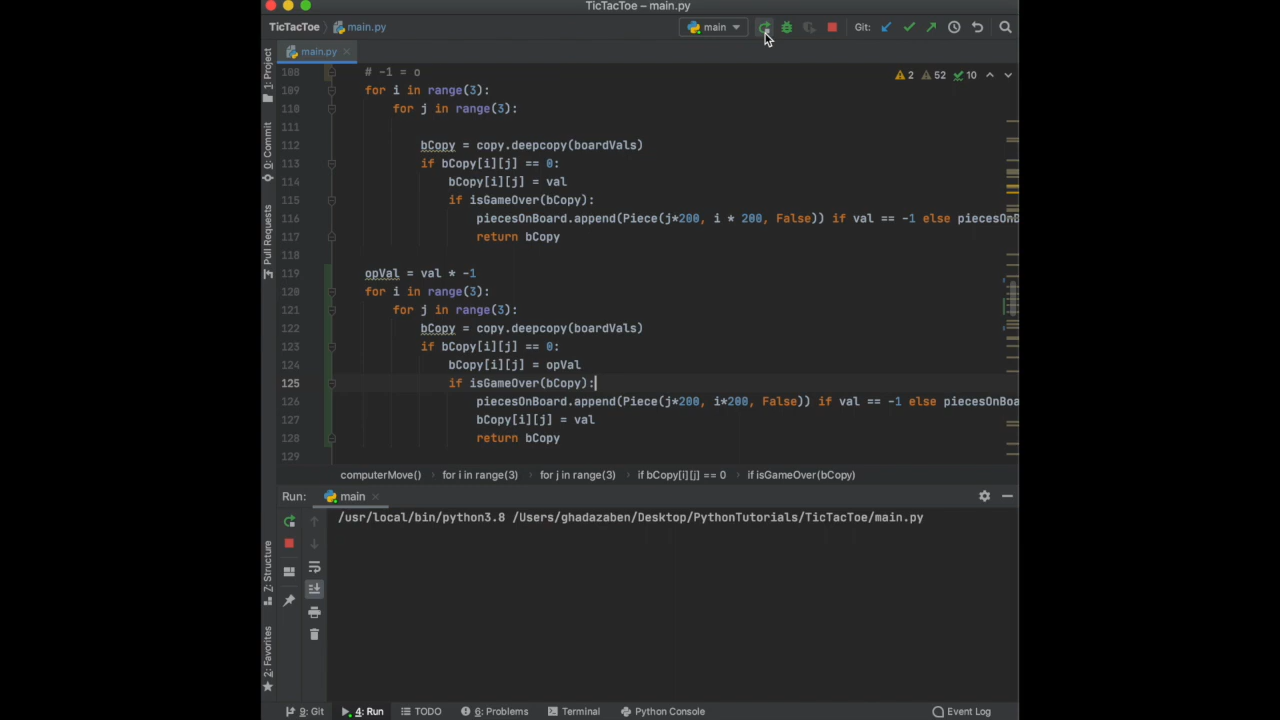 TicTacToe – main.py
TicTacToe
main.py
main
Git:
main.py
1: Project
0: Commit
Pull Requests
7: Structure
2: Favorites
2
52
10
108 # -1 = o
109 for i in range(3):
110 for j in range(3):
111
112 bCopy = copy.deepcopy(boardVals)
113 if bCopy[i][j] == 0:
114 bCopy[i][j] = val
115 if isGameOver(bCopy):
116 piecesOnBoard.append(Piece(j*200, i * 200, False)) if val == -1 else piecesOnB
117 return bCopy
118
119 opVal = val * -1
120 for i in range(3):
121 for j in range(3):
122 bCopy = copy.deepcopy(boardVals)
123 if bCopy[i][j] == 0:
124 bCopy[i][j] = opVal
125 if isGameOver(bCopy):
126 piecesOnBoard.append(Piece(j*200, i*200, False)) if val == -1 else piecesOnBoa
127 bCopy[i][j] = val
128 return bCopy
129
computerMove() › for i in range(3) › for j in range(3) › if bCopy[i][j] == 0 › if isGameOver(bCopy)
Run:
main
/usr/local/bin/python3.8 /Users/ghadazaben/Desktop/PythonTutorials/TicTacToe/main.py
9: Git
4: Run
TODO
6: Problems
Terminal
Python Console
Event Log